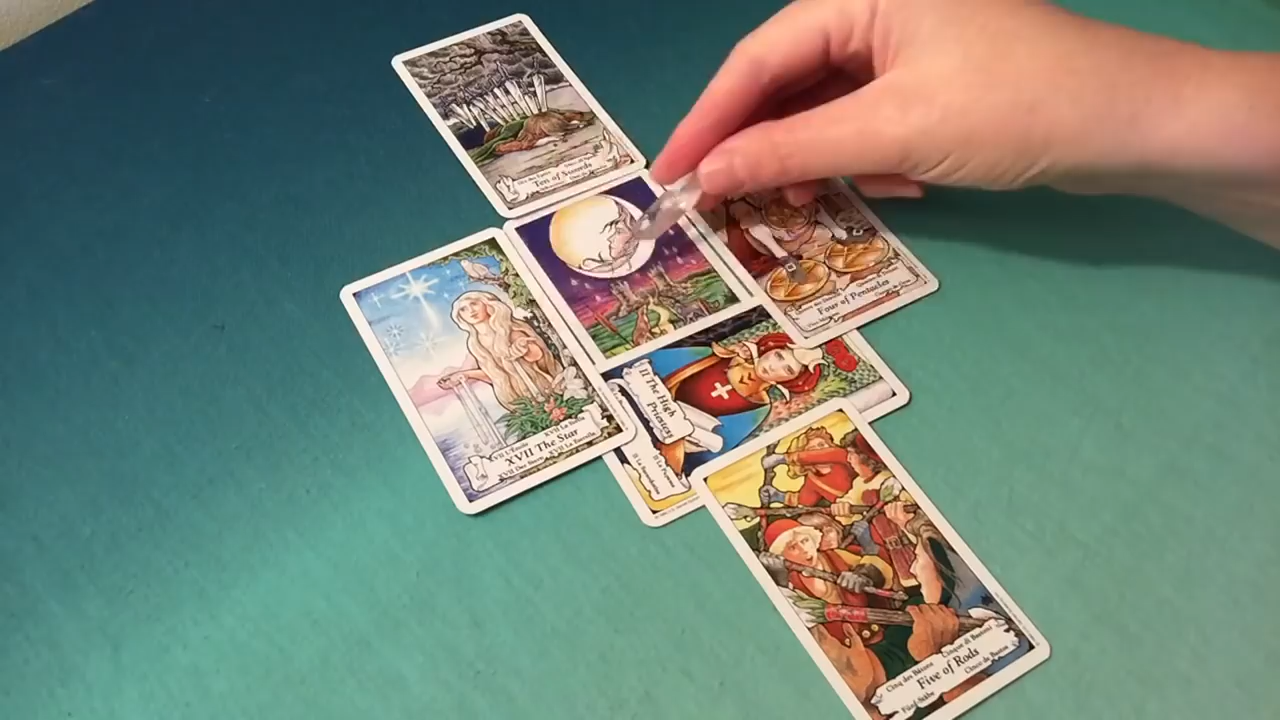 Ten of Swords
Four of Pentacles
XVII L'Étoile
XVII La Stella
XVII The Star
XVII Der Stern
XVII La Estrella
II The High
Priestess
Cinq des Bâtons
Cinque di Bastoni
Five of Rods
Fünf Stäbe
Cinco de Bastos